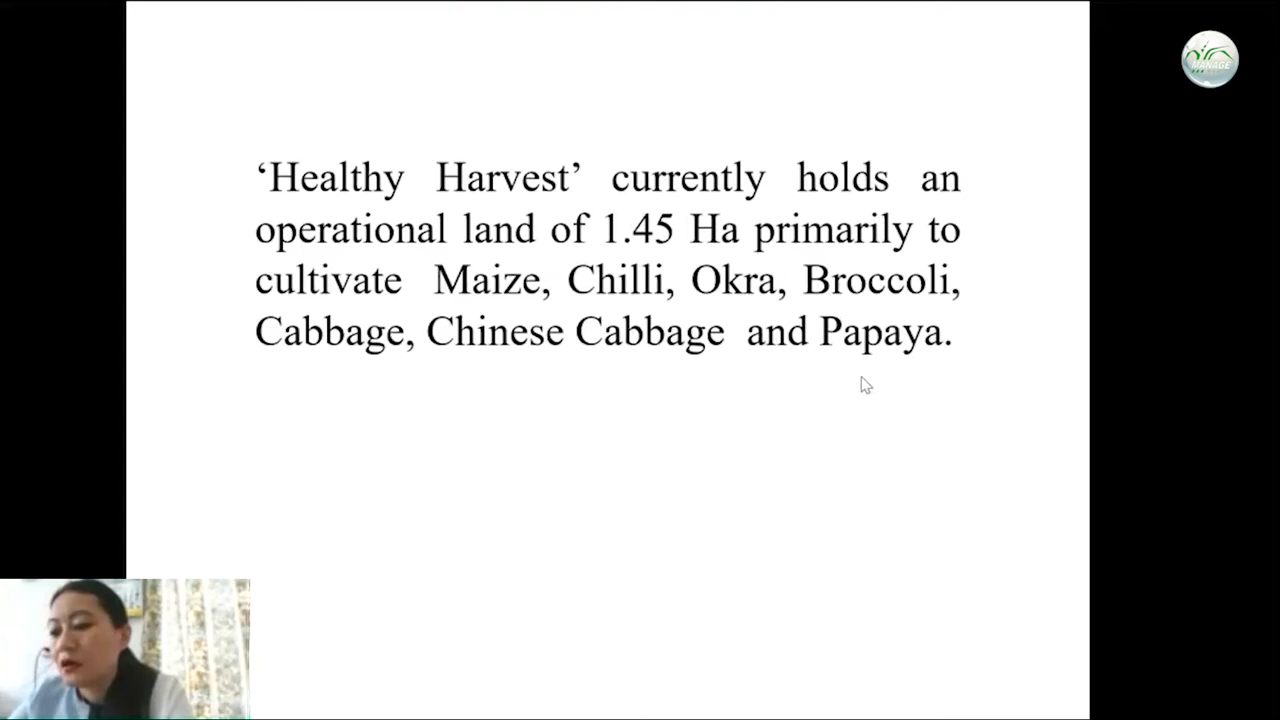 ‘Healthy Harvest’ currently holds an
operational land of 1.45 Ha primarily to
cultivate Maize, Chilli, Okra, Broccoli,
Cabbage, Chinese Cabbage and Papaya.
MANAGE